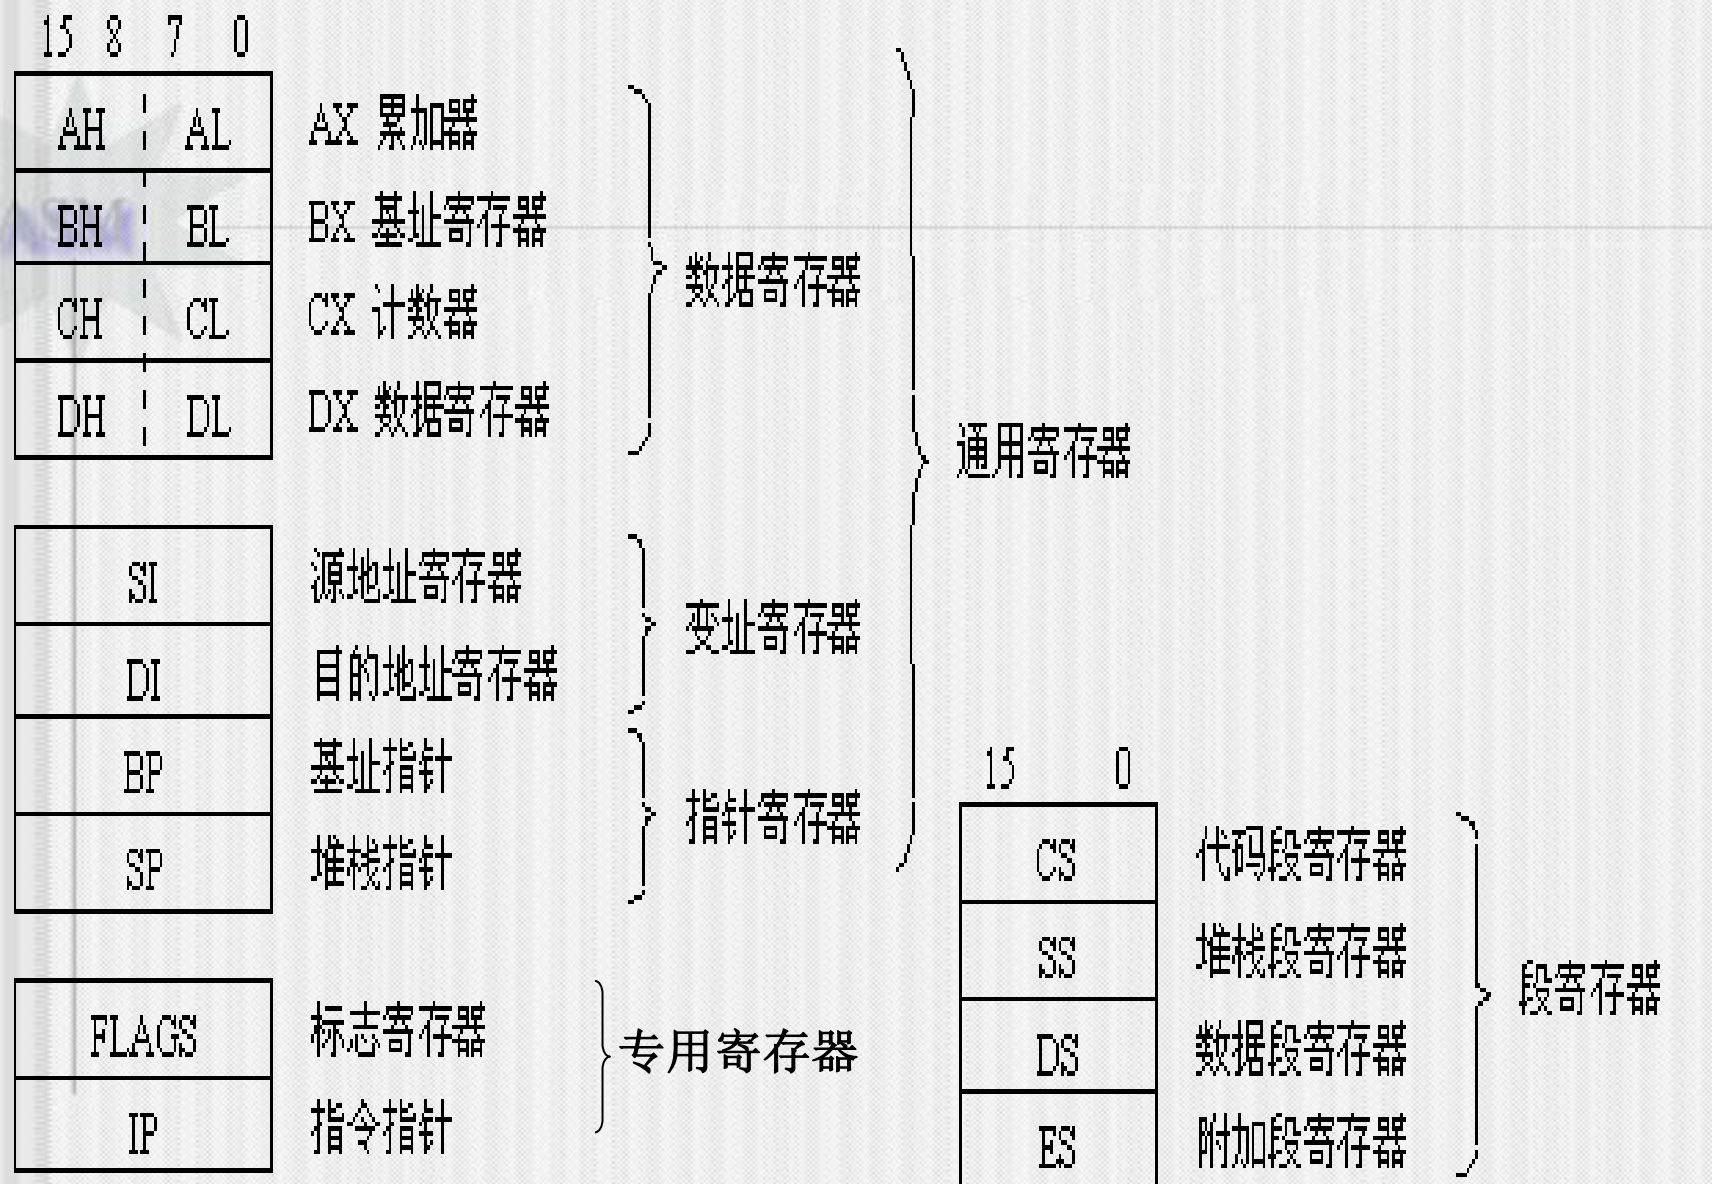 15 8 7 0
AH AL AX 累加器
BH BL BX 基址寄存器
CH CL CX 计数器
DH DL DX 数据寄存器
数据寄存器
SI 源地址寄存器
DI 目的地址寄存器
变址寄存器
BP 基址指针
SP 堆栈指针
指针寄存器
通用寄存器
FLAGS 标志寄存器
IP 指令指针
专用寄存器
15 0
CS 代码段寄存器
SS 堆栈段寄存器
DS 数据段寄存器
ES 附加段寄存器
段寄存器
ASM